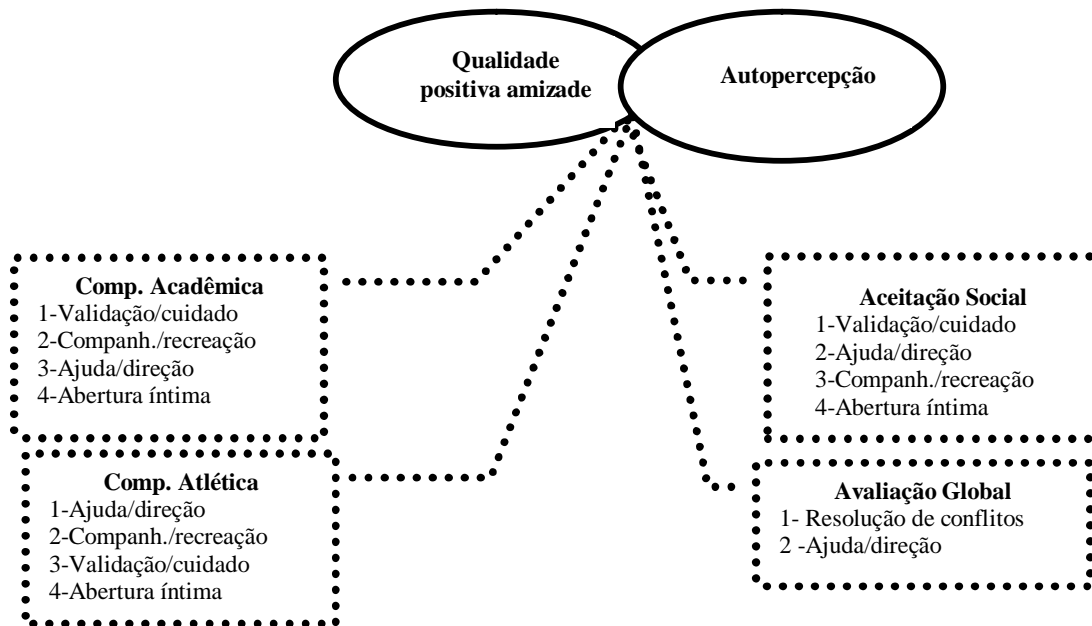 Qualidade
positiva amizade
Autopercepção
Comp. Acadêmica
1-Validação/cuidado
2-Companh./recreação
3-Ajuda/direção
4-Abertura íntima
Comp. Atlética
1-Ajuda/direção
2-Companh./recreação
3-Validação/cuidado
4-Abertura íntima
Aceitação Social
1-Validação/cuidado
2-Ajuda/direção
3-Companh./recreação
4-Abertura íntima
Avaliação Global
1- Resolução de conflitos
2 -Ajuda/direção